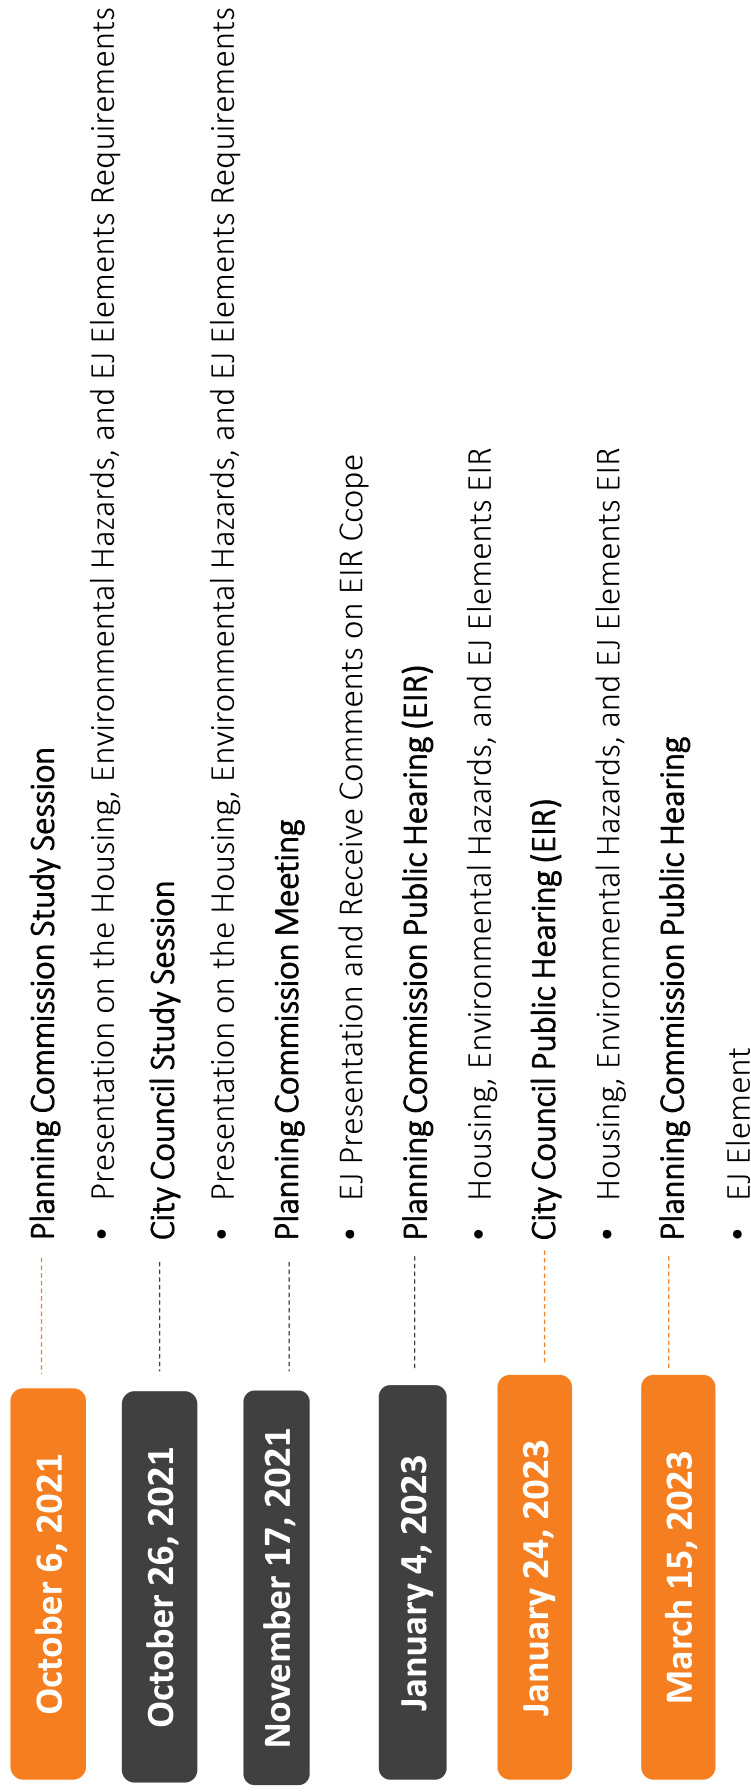 October 6, 2021
Planning Commission Study Session
• Presentation on the Housing, Environmental Hazards, and EJ Elements Requirements
October 26, 2021
City Council Study Session
• Presentation on the Housing, Environmental Hazards, and EJ Elements Requirements
November 17, 2021
Planning Commission Meeting
• EJ Presentation and Receive Comments on EIR Ccope
January 4, 2023
Planning Commission Public Hearing (EIR)
• Housing, Environmental Hazards, and EJ Elements EIR
January 24, 2023
City Council Public Hearing (EIR)
• Housing, Environmental Hazards, and EJ Elements EIR
March 15, 2023
Planning Commission Public Hearing
• EJ Element